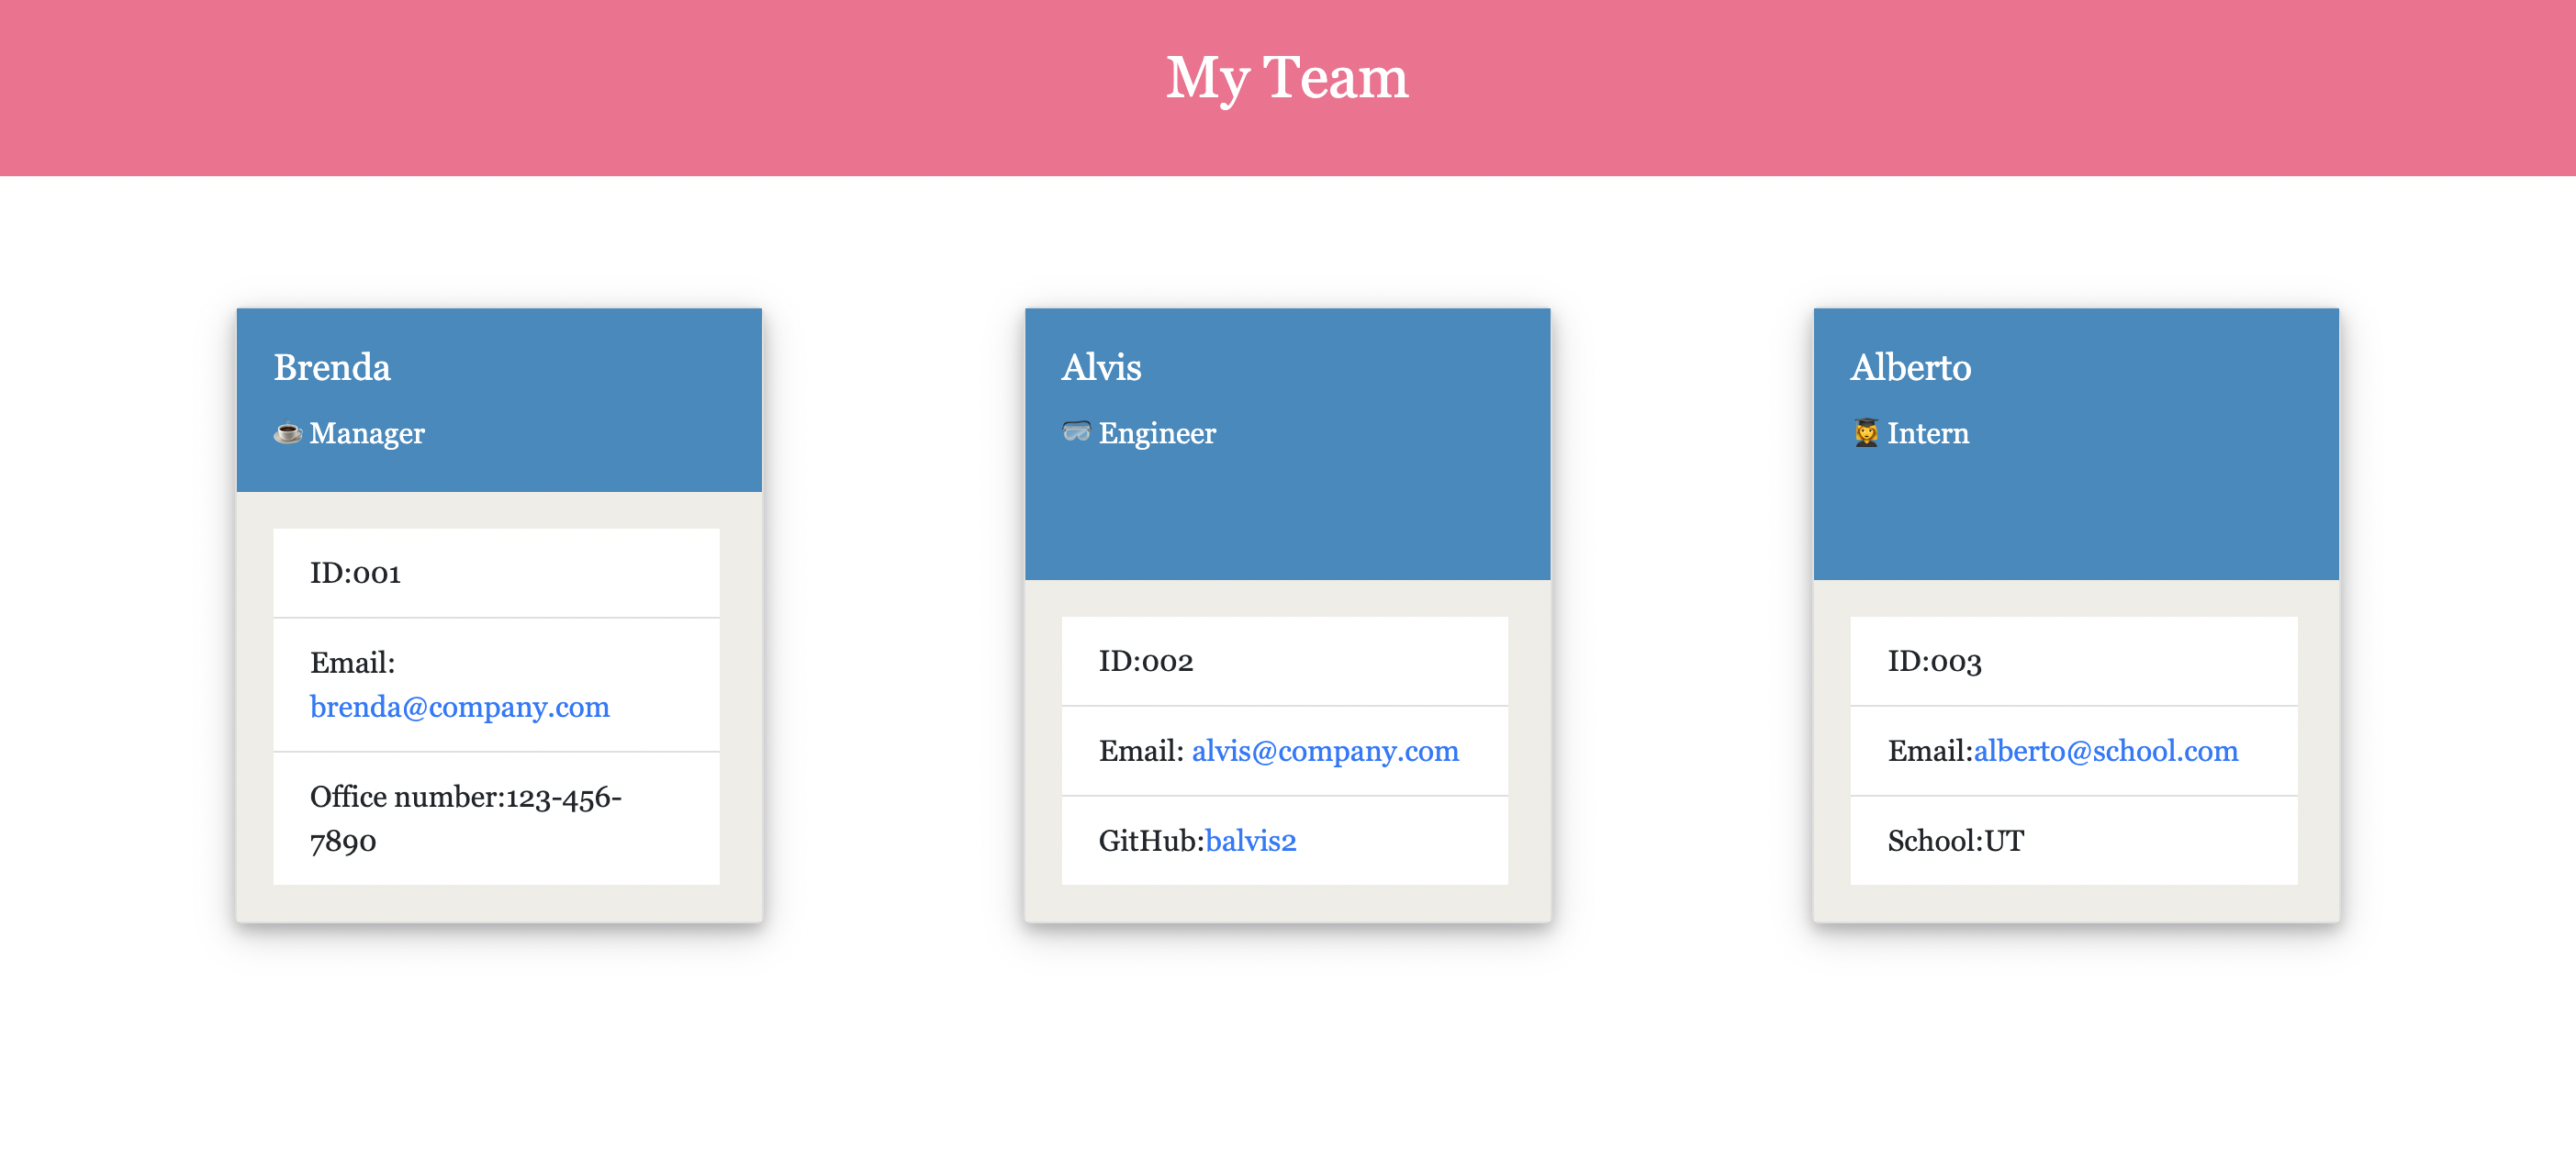 My Team
Brenda
☕ Manager
ID:001
Email:
brenda@company.com
Office number:123-456-
7890
Alvis
🥽 Engineer
ID:002
Email: alvis@company.com
GitHub:balvis2
Alberto
👩‍🎓 Intern
ID:003
Email:alberto@school.com
School:UT